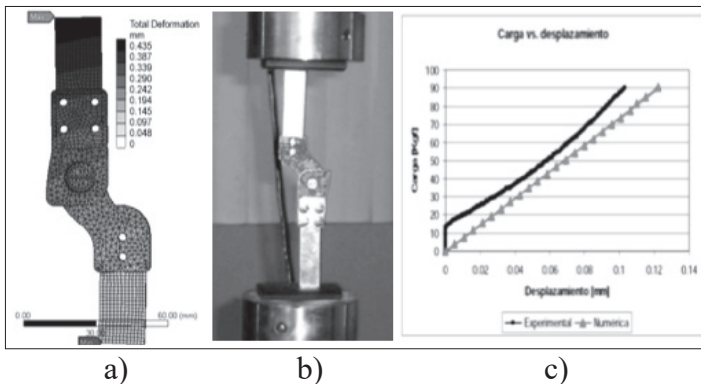 Max
Total Deformation
mm
0.435
0.387
0.339
0.290
0.242
0.194
0.145
0.097
0.048
0
0.00
60.00 (mm)
30.
Carga vs. desplazamiento
Carga [Kgf]
100
90
80
70
60
50
40
30
20
10
0
0 0.02 0.04 0.06 0.08 0.1 0.12 0.14
Desplazamiento [mm]
Experimental Numérica
a) b) c)